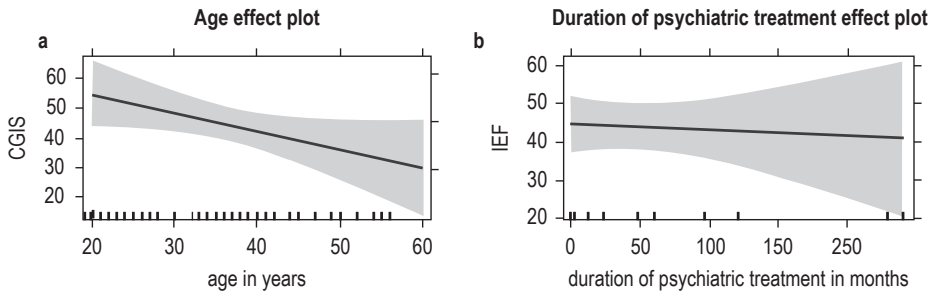 Age effect plot
a
60
50
40
30
20
CGIS
20 30 40 50 60
age in years
Duration of psychiatric treatment effect plot
b
60
50
40
30
20
IEF
0 50 100 150 250
duration of psychiatric treatment in months